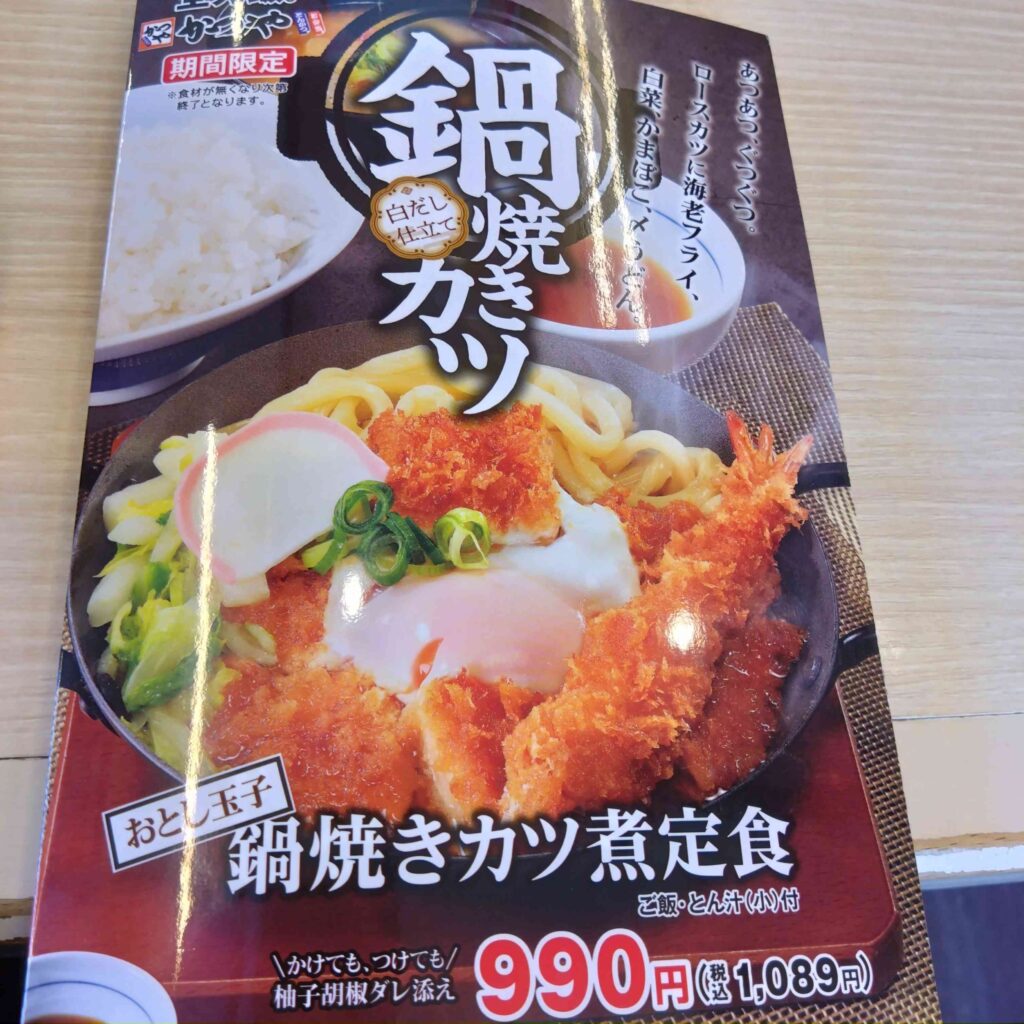 かつや
期間限定
※食材が無くなり次第
終了となります。
鍋焼きカツ
白だし
仕立て
あつあつ、ぐつぐつ。
ロースカツに海老フライ、
白菜、かまぼこ、〆うどん。
おとし玉子
鍋焼きカツ煮定食
ご飯・とん汁(小)付
\かけても、つけても/
柚子胡椒ダレ添え
990円(税込1,089円)